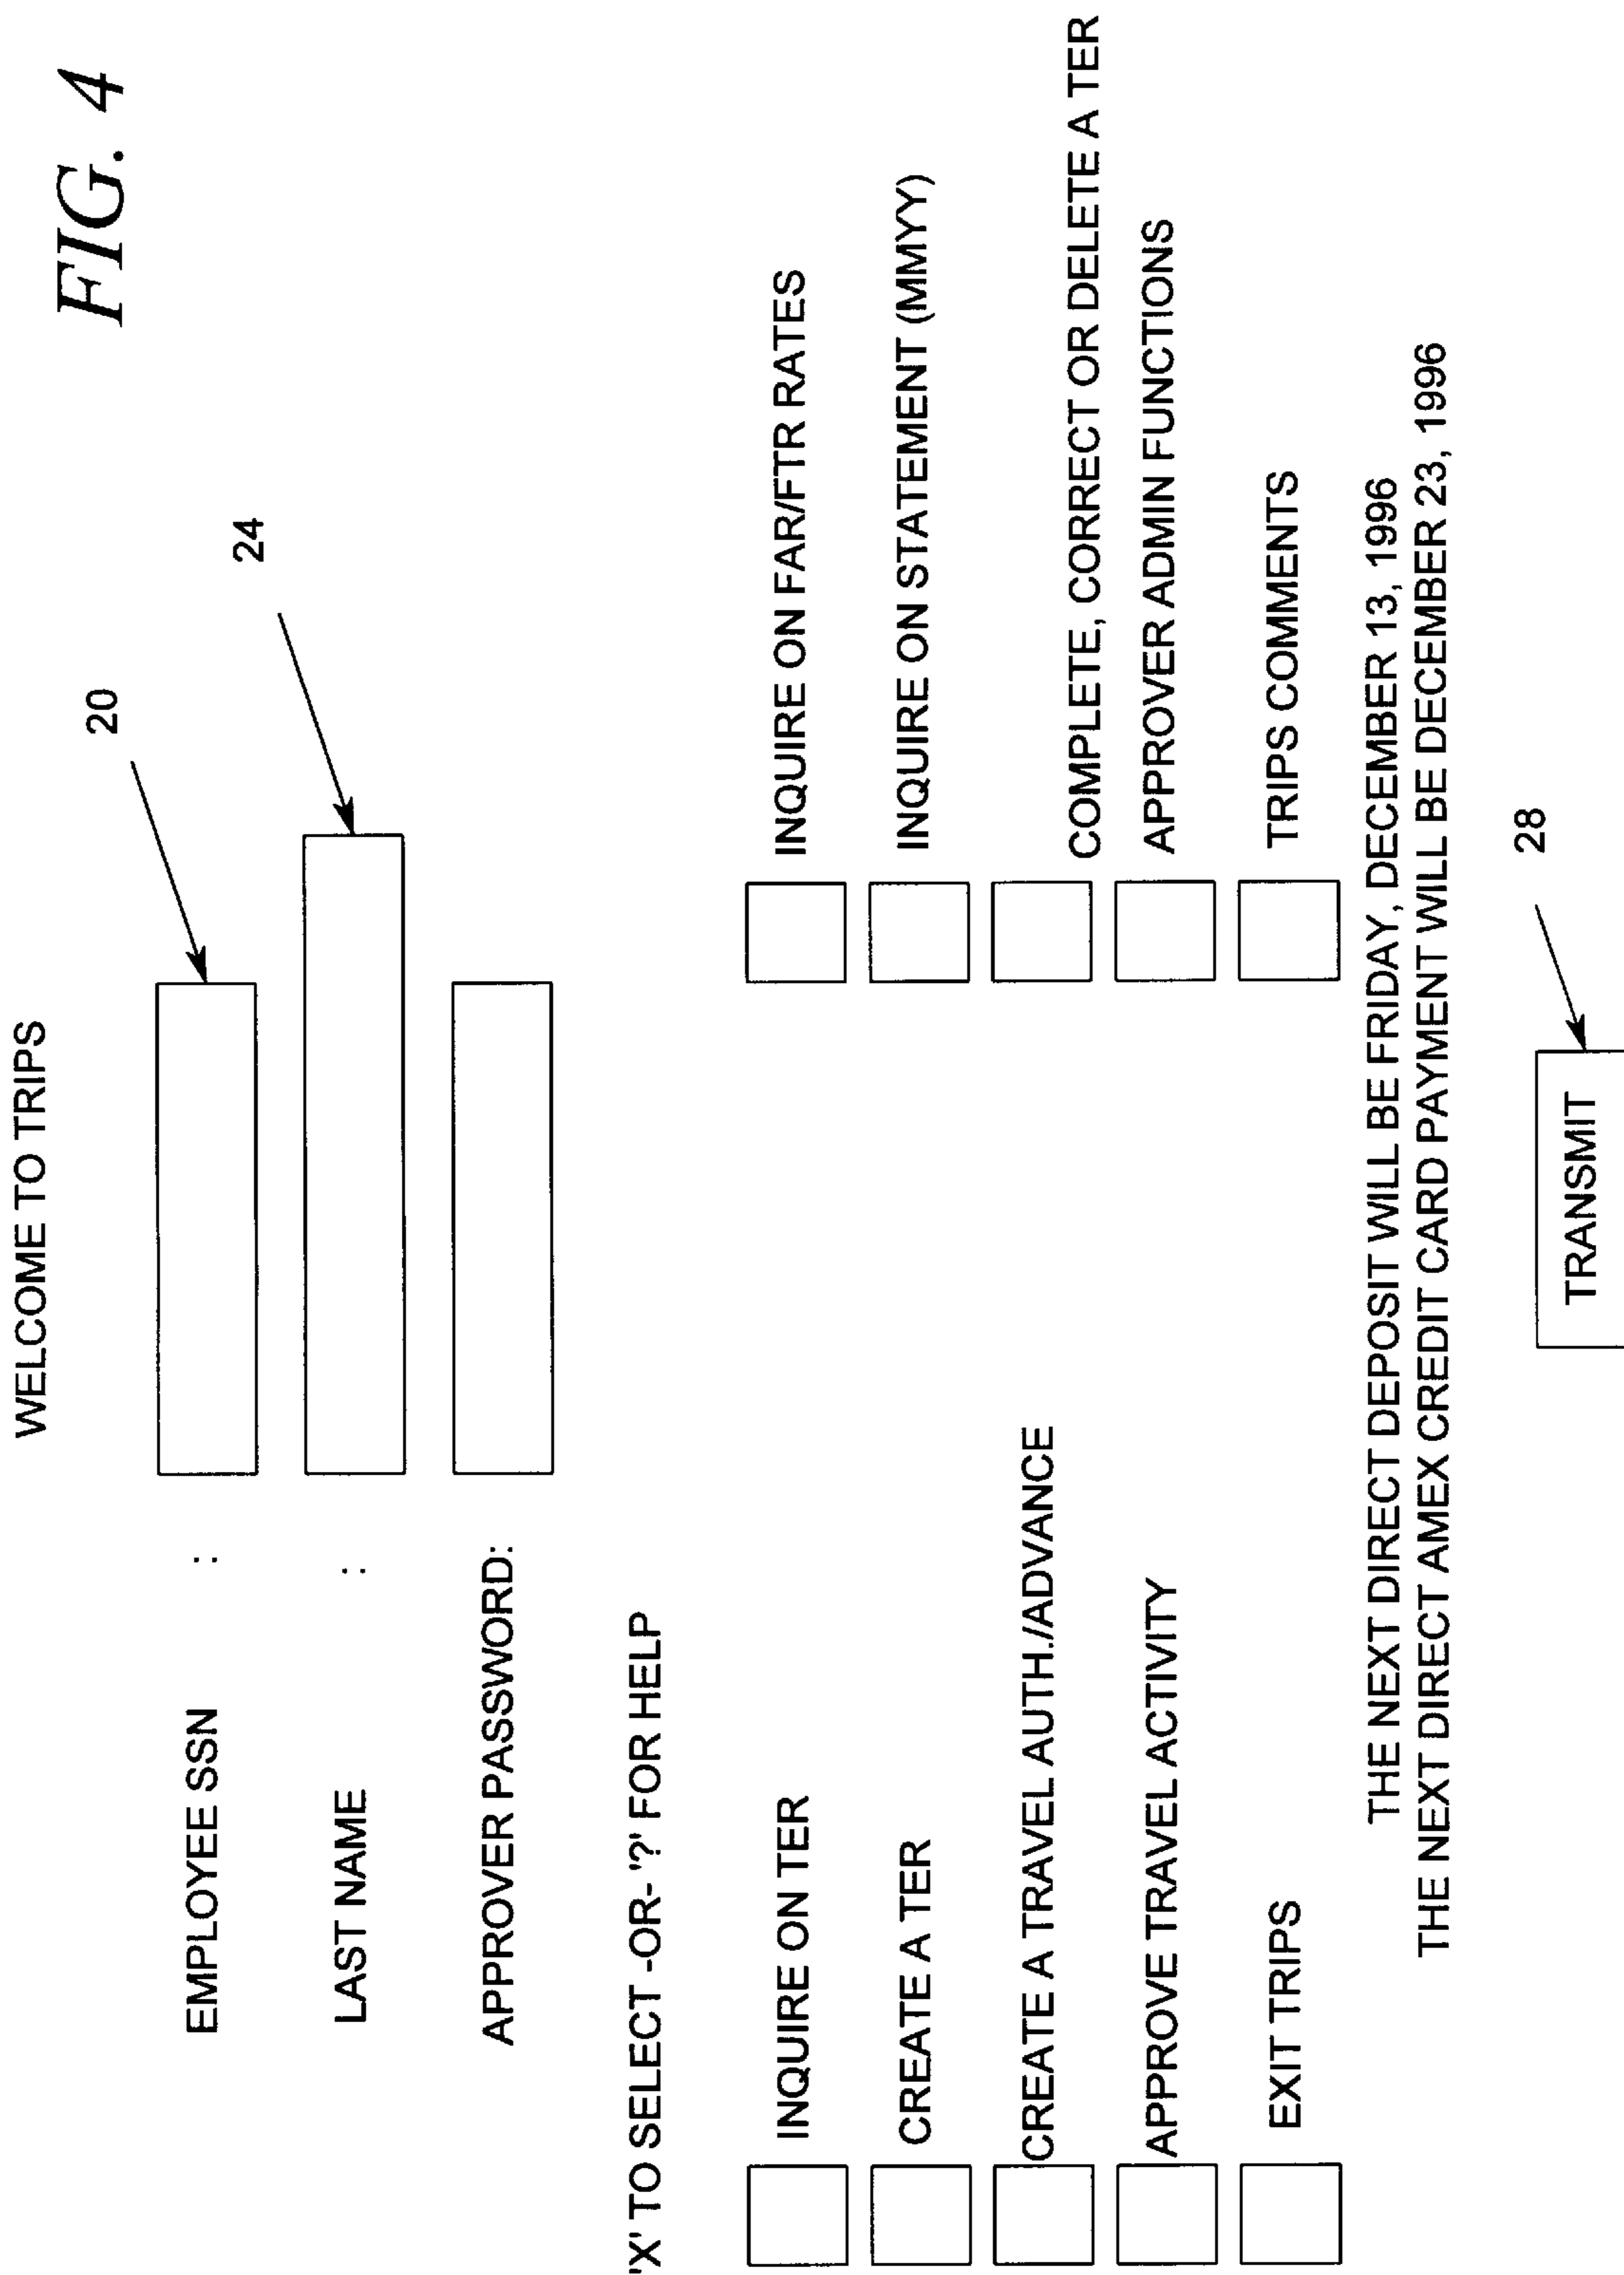 FIG. 4
WELCOME TO TRIPS
EMPLOYEE SSN :
20
LAST NAME :
24
APPROVER PASSWORD:
'X' TO SELECT -OR- '?' FOR HELP
INQUIRE ON TER
INQUIRE ON FAR/FTR RATES
CREATE A TER
INQUIRE ON STATEMENT (MMYY)
CREATE A TRAVEL AUTH./ADVANCE
COMPLETE, CORRECT OR DELETE A TER
APPROVE TRAVEL ACTIVITY
APPROVER ADMIN FUNCTIONS
EXIT TRIPS
TRIPS COMMENTS
THE NEXT DIRECT DEPOSIT WILL BE FRIDAY, DECEMBER 13, 1996
THE NEXT DIRECT AMEX CREDIT CARD PAYMENT WILL BE DECEMBER 23, 1996
28
TRANSMIT